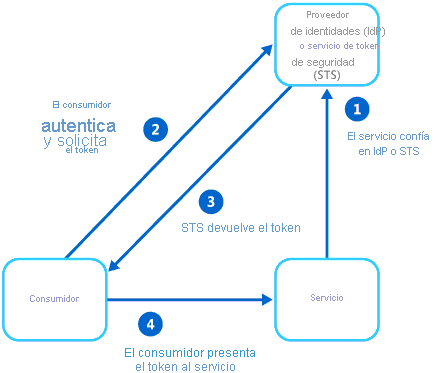 Proveedor
de identidades (IdP)
o servicio de token
de seguridad
(STS)
1
El servicio confía
en IdP o STS
El consumidor
autentica
y solicita
el token
2
3
STS devuelve el token
Consumidor
Servicio
4
El consumidor presenta
el token al servicio